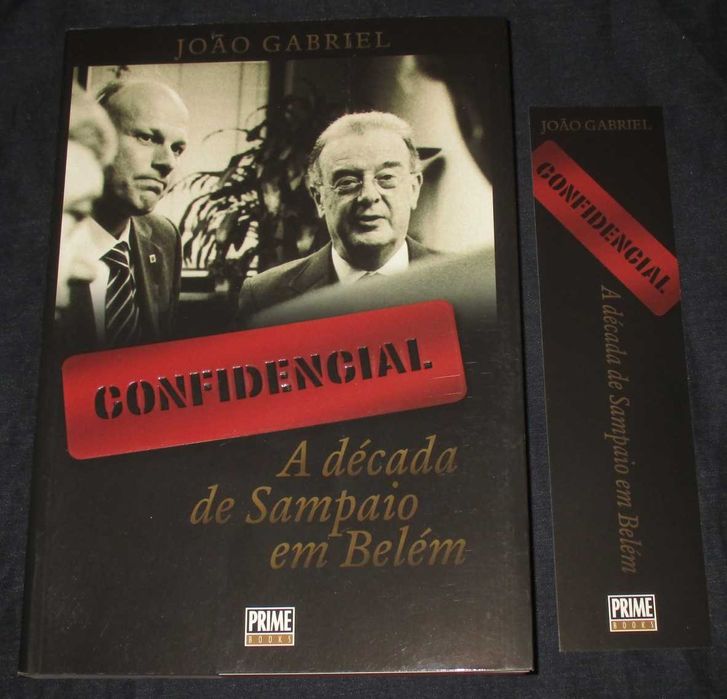 JOÃO GABRIEL
CONFIDENCIAL
A década
de Sampaio
em Belém
PRIME
BOOKS
JOÃO GABRIEL
CONFIDENCIAL
A década de Sampaio em Belém
PRIME
BOOKS